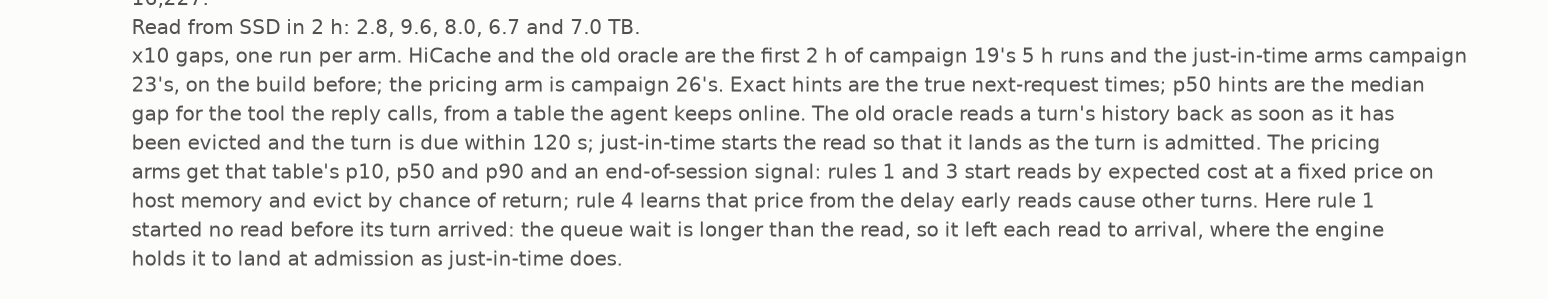 Read from SSD in 2 h: 2.8, 9.6, 8.0, 6.7 and 7.0 TB.
x10 gaps, one run per arm. HiCache and the old oracle are the first 2 h of campaign 19's 5 h runs and the just-in-time arms campaign
23's, on the build before; the pricing arm is campaign 26's. Exact hints are the true next-request times; p50 hints are the median
gap for the tool the reply calls, from a table the agent keeps online. The old oracle reads a turn's history back as soon as it has
been evicted and the turn is due within 120 s; just-in-time starts the read so that it lands as the turn is admitted. The pricing
arms get that table's p10, p50 and p90 and an end-of-session signal: rules 1 and 3 start reads by expected cost at a fixed price on
host memory and evict by chance of return; rule 4 learns that price from the delay early reads cause other turns. Here rule 1
started no read before its turn arrived: the queue wait is longer than the read, so it left each read to arrival, where the engine
holds it to land at admission as just-in-time does.